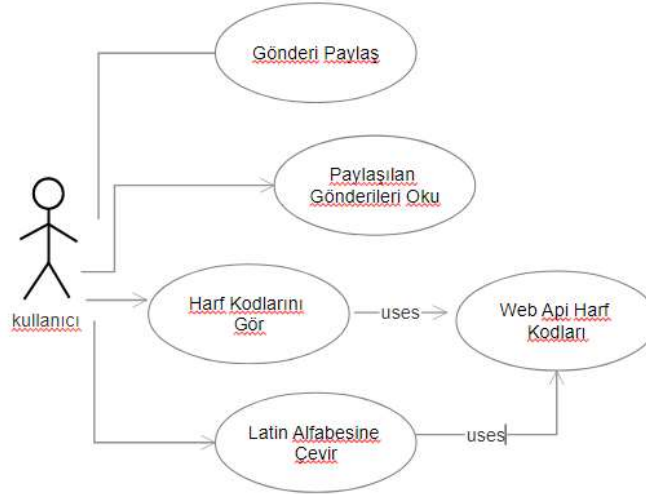 Gönderi Paylaş
Paylaşılan
Gönderileri Oku
kullanıcı
Harf Kodlarını
Gör
uses
Web Api Harf
Kodları
Latin Alfabesine
Çevir
uses